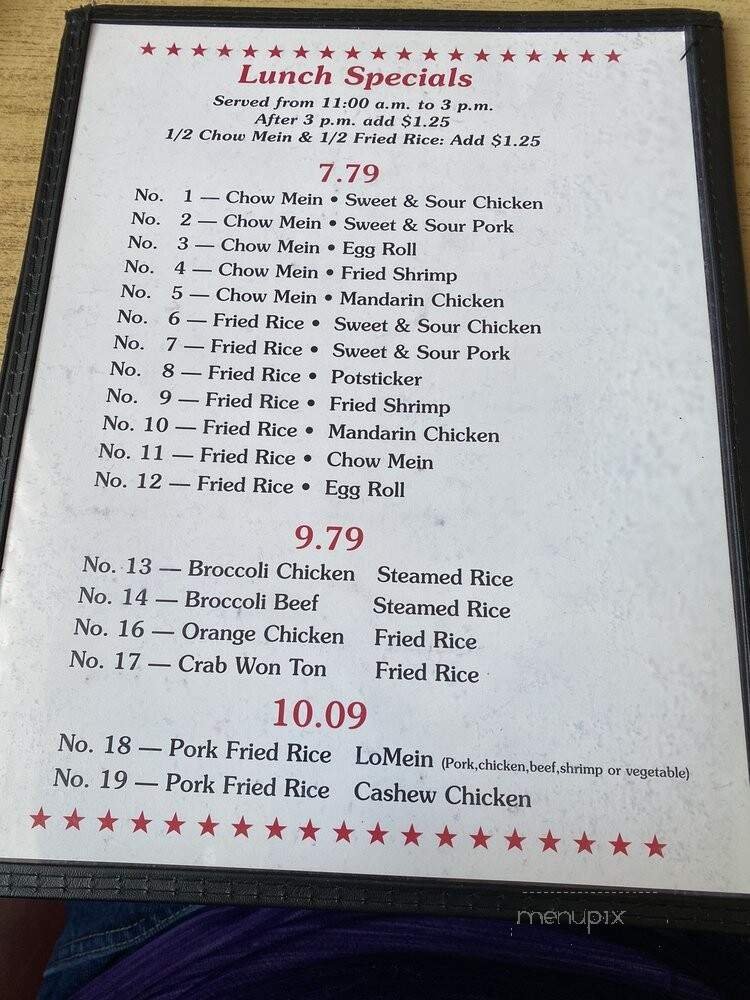 Lunch Specials
Served from 11:00 a.m. to 3 p.m.
After 3 p.m. add $1.25
1/2 Chow Mein & 1/2 Fried Rice: Add $1.25
7.79
No. 1 — Chow Mein • Sweet & Sour Chicken
No. 2 — Chow Mein • Sweet & Sour Pork
No. 3 — Chow Mein • Egg Roll
No. 4 — Chow Mein • Fried Shrimp
No. 5 — Chow Mein • Mandarin Chicken
No. 6 — Fried Rice • Sweet & Sour Chicken
No. 7 — Fried Rice • Sweet & Sour Pork
No. 8 — Fried Rice • Potsticker
No. 9 — Fried Rice • Fried Shrimp
No. 10 — Fried Rice • Mandarin Chicken
No. 11 — Fried Rice • Chow Mein
No. 12 — Fried Rice • Egg Roll
9.79
No. 13 — Broccoli Chicken Steamed Rice
No. 14 — Broccoli Beef Steamed Rice
No. 16 — Orange Chicken Fried Rice
No. 17 — Crab Won Ton Fried Rice
10.09
No. 18 — Pork Fried Rice LoMein (Pork,chicken,beef,shrimp or vegetable)
No. 19 — Pork Fried Rice Cashew Chicken
menupix